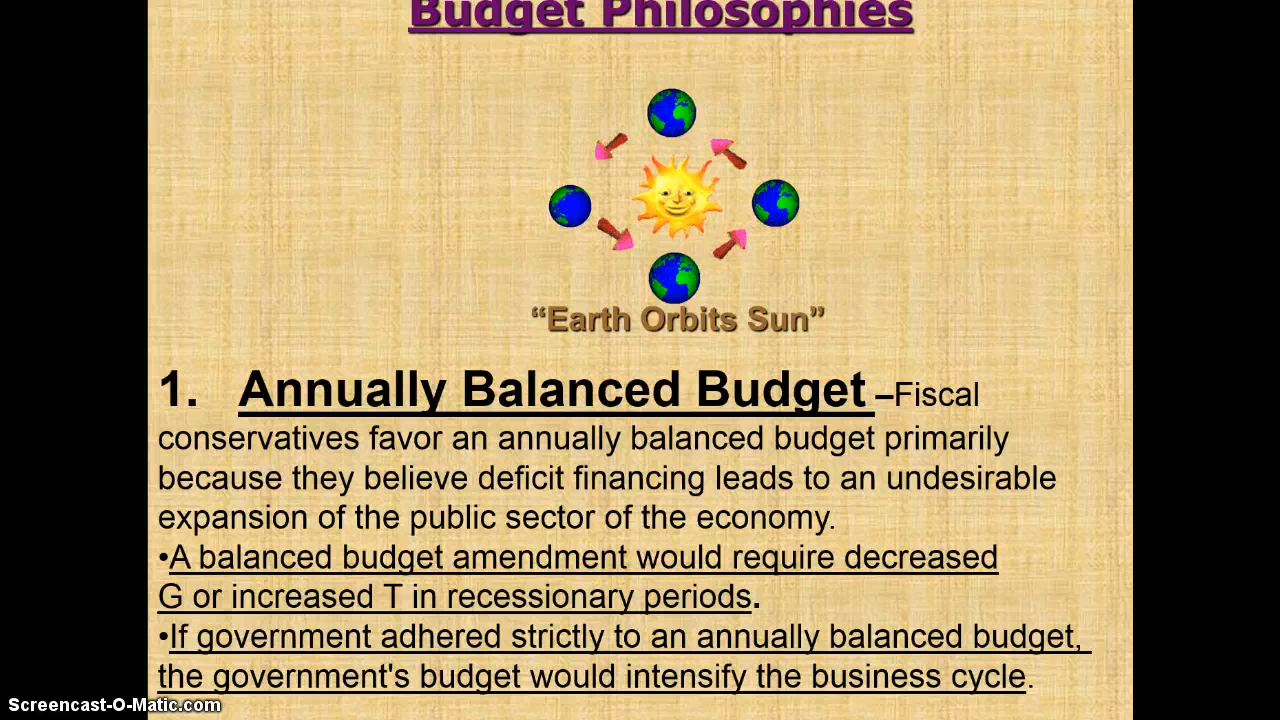 Budget Philosophies
“Earth Orbits Sun”
1. Annually Balanced Budget –Fiscal
conservatives favor an annually balanced budget primarily
because they believe deficit financing leads to an undesirable
expansion of the public sector of the economy.
•A balanced budget amendment would require decreased
G or increased T in recessionary periods.
•If government adhered strictly to an annually balanced budget,
the government's budget would intensify the business cycle.
Screencast-O-Matic.com